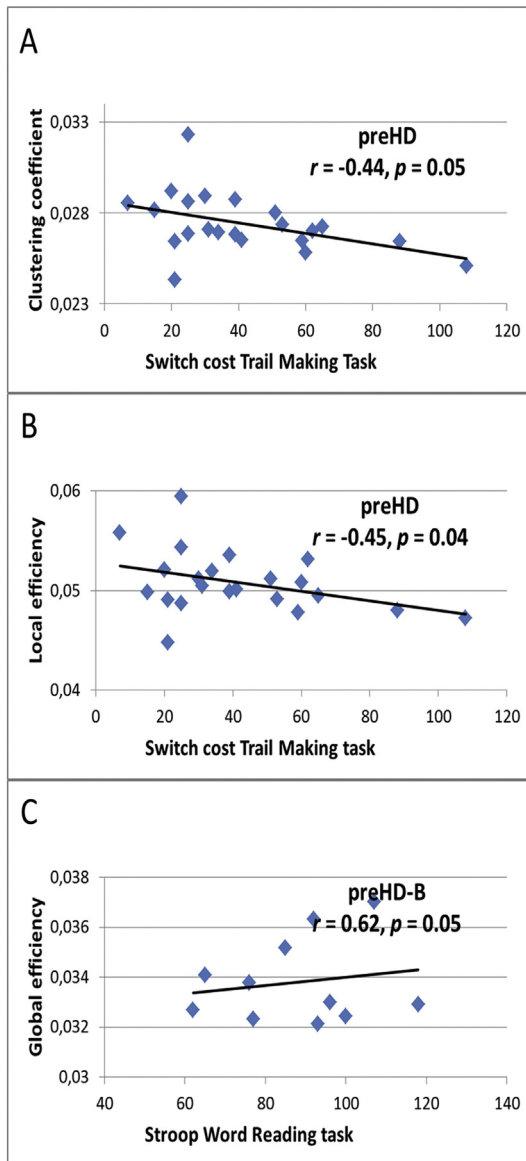 A
0,033
preHD
r = -0.44, p = 0.05
0,028
0,023
Clustering coefficient
0 20 40 60 80 100 120
Switch cost Trail Making Task
B
0,06
preHD
r = -0.45, p = 0.04
0,05
0,04
Local efficiency
0 20 40 60 80 100 120
Switch cost Trail Making task
C
0,038
preHD-B
0,036
r = 0.62, p = 0.05
0,034
0,032
0,03
Global efficiency
40 60 80 100 120 140
Stroop Word Reading task